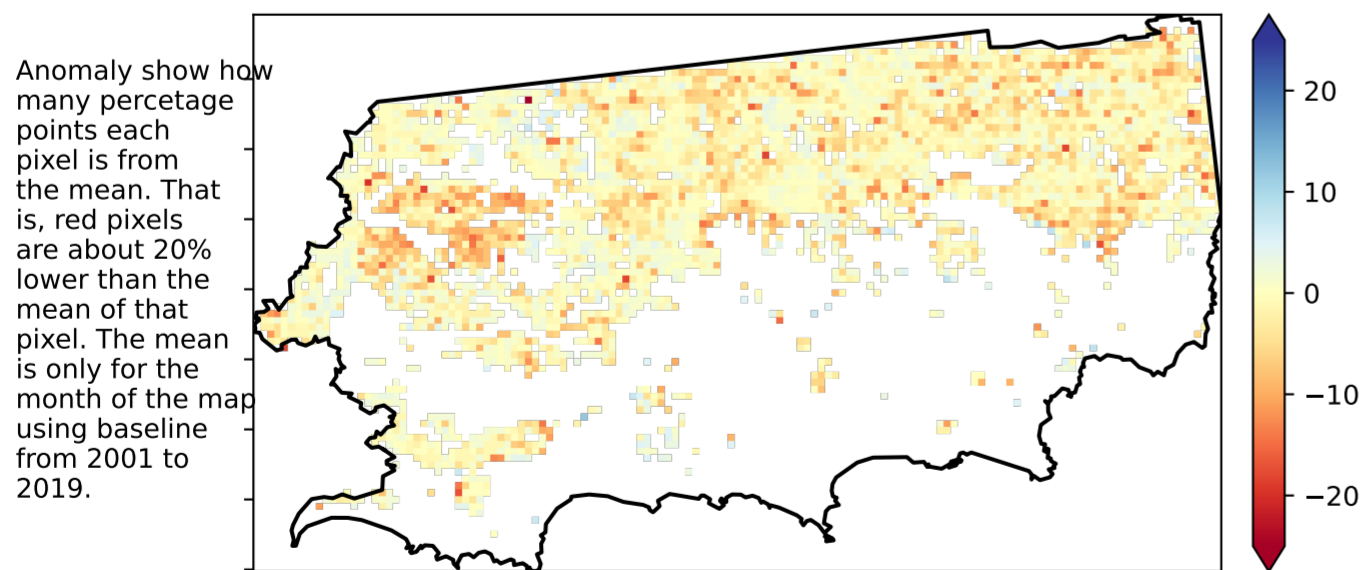 Anomaly show how
many percetage
points each
pixel is from
the mean. That
is, red pixels
are about 20%
lower than the
mean of that
pixel. The mean
is only for the
month of the map
using baseline
from 2001 to
2019.
20
10
0
−10
−20